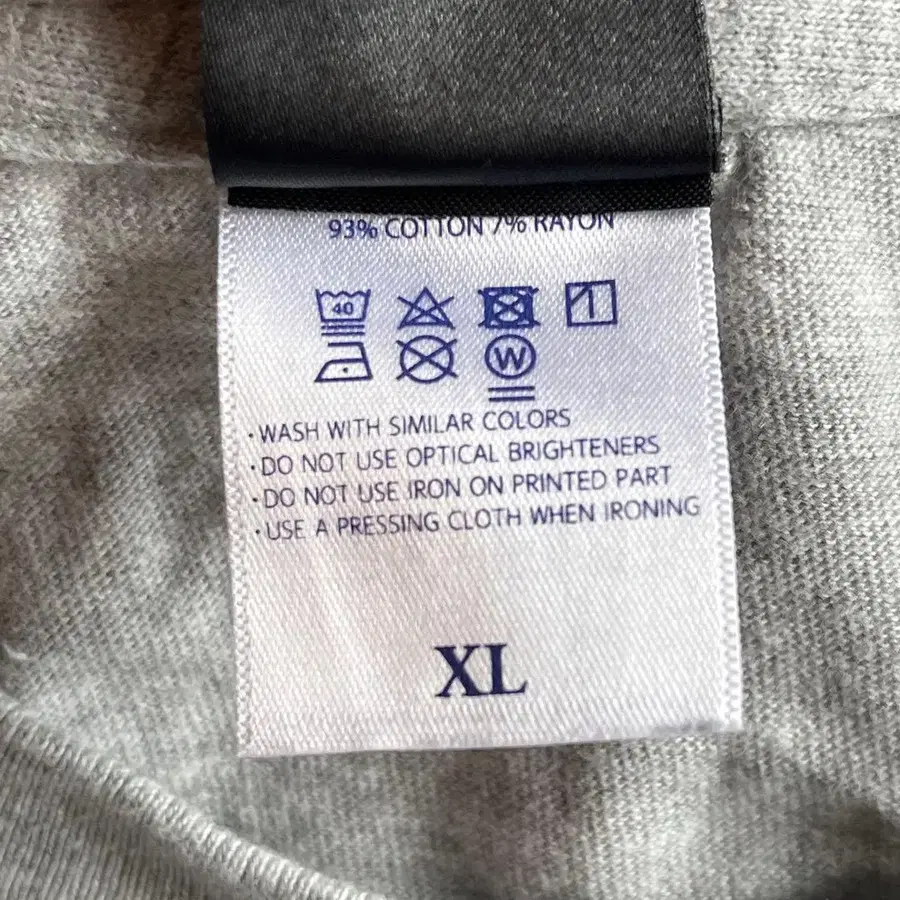 93% COTTON 7% RAYON
40
W
· WASH WITH SIMILAR COLORS
· DO NOT USE OPTICAL BRIGHTENERS
· DO NOT USE IRON ON PRINTED PART
· USE A PRESSING CLOTH WHEN IRONING
XL